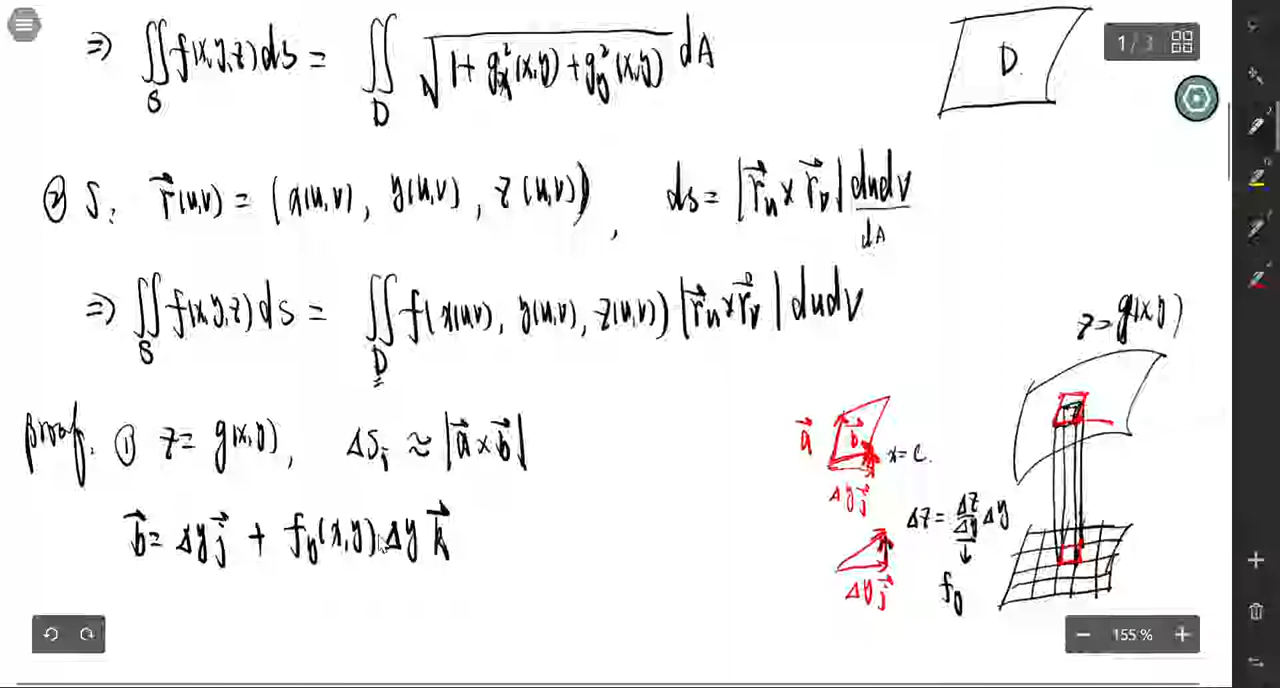 ⇒ ∬_S f(x,y,z) ds = ∬_D √(1 + g_x²(x,y) + g_y²(x,y)) dA
D
1 / 3
② S: r⃗(u,v) = (x(u,v), y(u,v), z(u,v)), ds = |r⃗_u × r⃗_v| dudv
dA
⇒ ∬_S f(x,y,z) ds = ∬_D f(x(u,v), y(u,v), z(u,v)) |r⃗_u × r⃗_v| dudv
z = g(x,y)
proof: ① z = g(x,y), ΔS_i ≈ |a⃗ × b⃗|
a⃗ b⃗ x = c.
Δy j⃗
b⃗ = Δy j⃗ + f_y(x,y) Δy k⃗
Δz = Δz/Δy Δy
↓
Δy j⃗
f_y
155 %